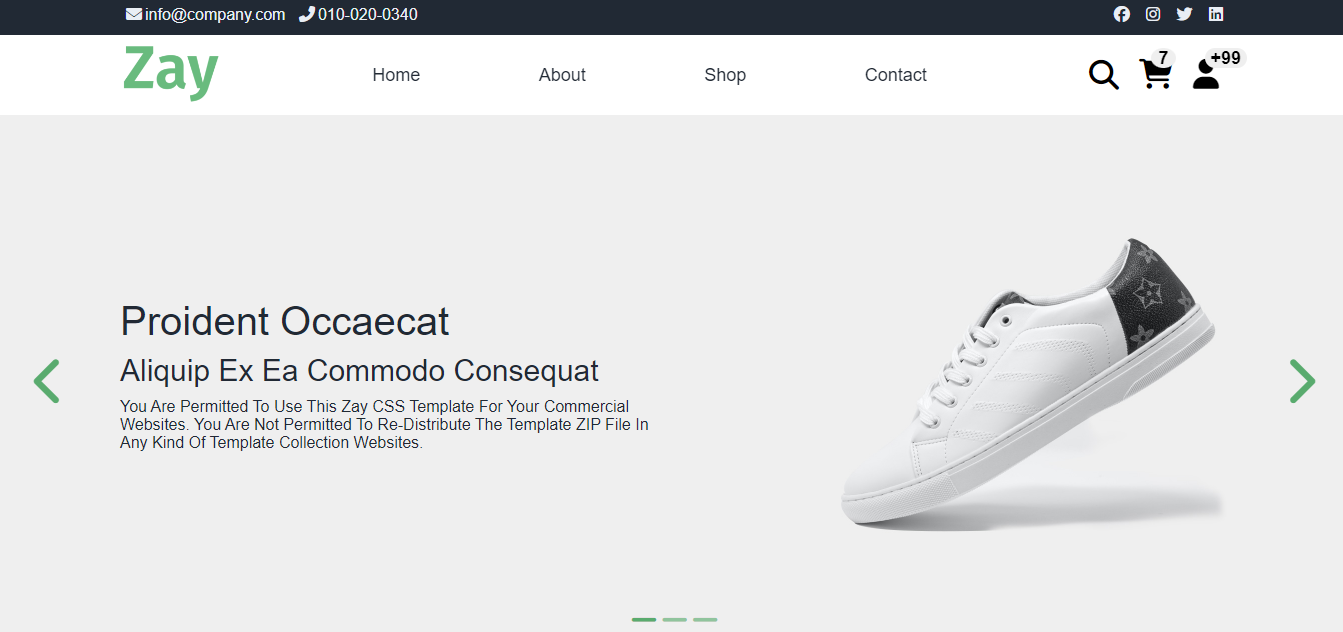 info@company.com 010-020-0340
Zay
Home About Shop Contact
7
+99
Proident Occaecat
Aliquip Ex Ea Commodo Consequat
You Are Permitted To Use This Zay CSS Template For Your Commercial
Websites. You Are Not Permitted To Re-Distribute The Template ZIP File In
Any Kind Of Template Collection Websites.